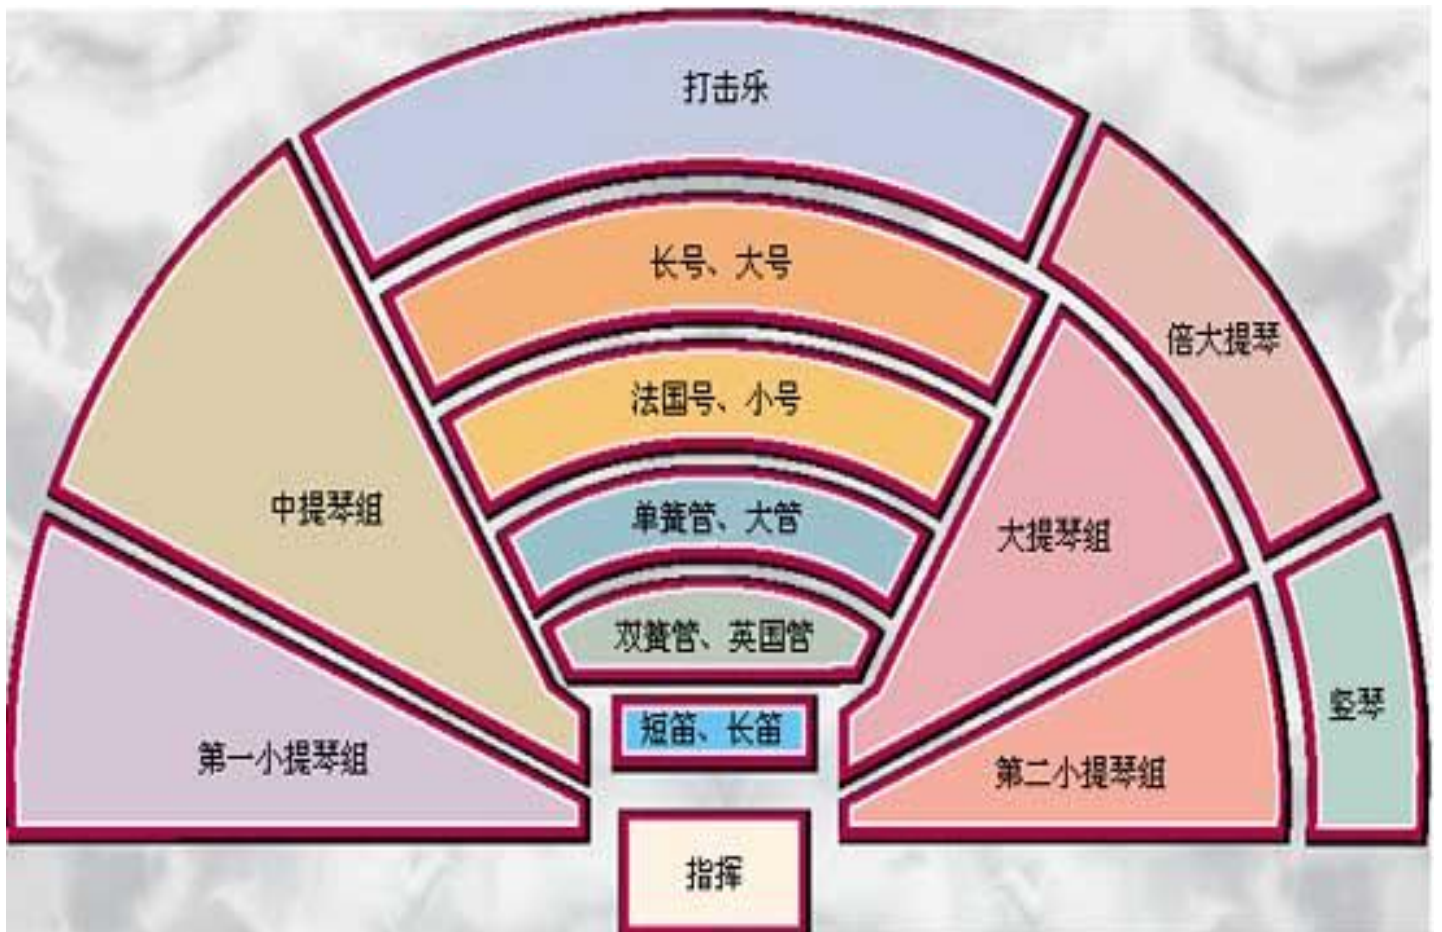 打击乐
长号、大号
倍大提琴
法国号、小号
中提琴组
单簧管、大管
大提琴组
双簧管、英国管
竖琴
短笛、长笛
第一小提琴组
第二小提琴组
指挥